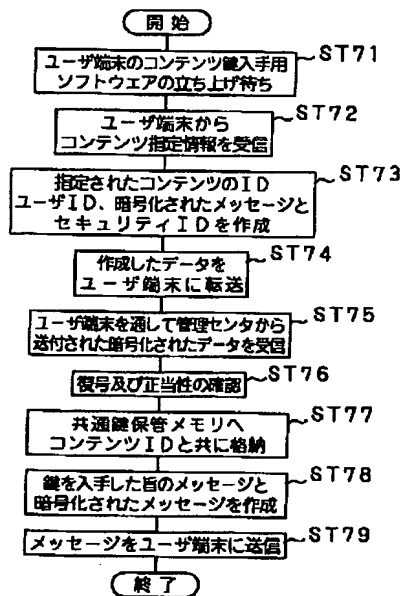 開始
ST71
ユーザ端末のコンテンツ鍵入手用
ソフトウェアの立ち上げ待ち
ST72
ユーザ端末から
コンテンツ指定情報を受信
ST73
指定されたコンテンツのID
ユーザID、暗号化されたメッセージと
セキュリティIDを作成
ST74
作成したデータを
ユーザ端末に転送
ST75
ユーザ端末を通して管理センタから
送付された暗号化されたデータを受信
ST76
復号及び正当性の確認
ST77
共通鍵保管メモリへ
コンテンツIDと共に格納
ST78
鍵を入手した旨のメッセージと
暗号化されたメッセージを作成
ST79
メッセージをユーザ端末に送信
終了